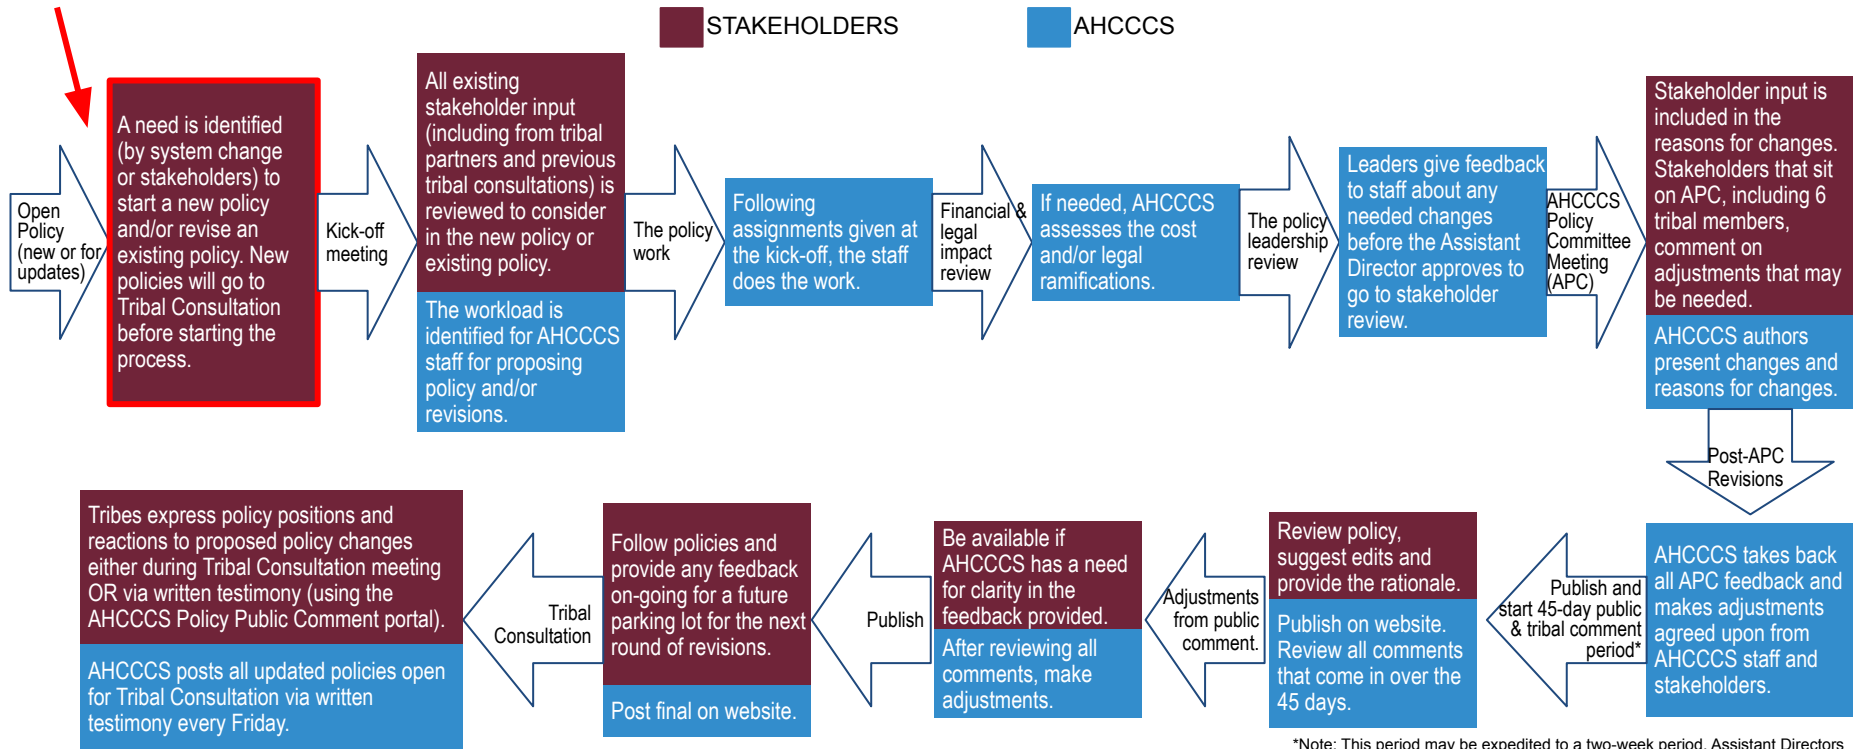 STAKEHOLDERS
AHCCCS
Open
Policy
(new or for
updates)
A need is identified
(by system change
or stakeholders) to
start a new policy
and/or revise an
existing policy. New
policies will go to
Tribal Consultation
before starting the
process.
Kick-off
meeting
All existing
stakeholder input
(including from tribal
partners and previous
tribal consultations) is
reviewed to consider
in the new policy or
existing policy.
The workload is
identified for AHCCCS
staff for proposing
policy and/or
revisions.
The policy
work
Following
assignments given at
the kick-off, the staff
does the work.
Financial &
legal
impact
review
If needed, AHCCCS
assesses the cost
and/or legal
ramifications.
The policy
leadership
review
Leaders give feedback
to staff about any
needed changes
before the Assistant
Director approves to
go to stakeholder
review.
AHCCCS
Policy
Committee
Meeting
(APC)
Stakeholder input is
included in the
reasons for changes.
Stakeholders that sit
on APC, including 6
tribal members,
comment on
adjustments that may
be needed.
AHCCCS authors
present changes and
reasons for changes.
Post-APC
Revisions
AHCCCS takes back
all APC feedback and
makes adjustments
agreed upon from
AHCCCS staff and
stakeholders.
Publish and
start 45-day public
& tribal comment
period*
Review policy,
suggest edits and
provide the rationale.
Publish on website.
Review all comments
that come in over the
45 days.
Adjustments
from public
comment.
Be available if
AHCCCS has a need
for clarity in the
feedback provided.
After reviewing all
comments, make
adjustments.
Publish
Follow policies and
provide any feedback
on-going for a future
parking lot for the next
round of revisions.
Post final on website.
Tribal
Consultation
Tribes express policy positions and
reactions to proposed policy changes
either during Tribal Consultation meeting
OR via written testimony (using the
AHCCCS Policy Public Comment portal).
AHCCCS posts all updated policies open
for Tribal Consultation via written
testimony every Friday.
*Note: This period may be expedited to a two-week period. Assistant Directors